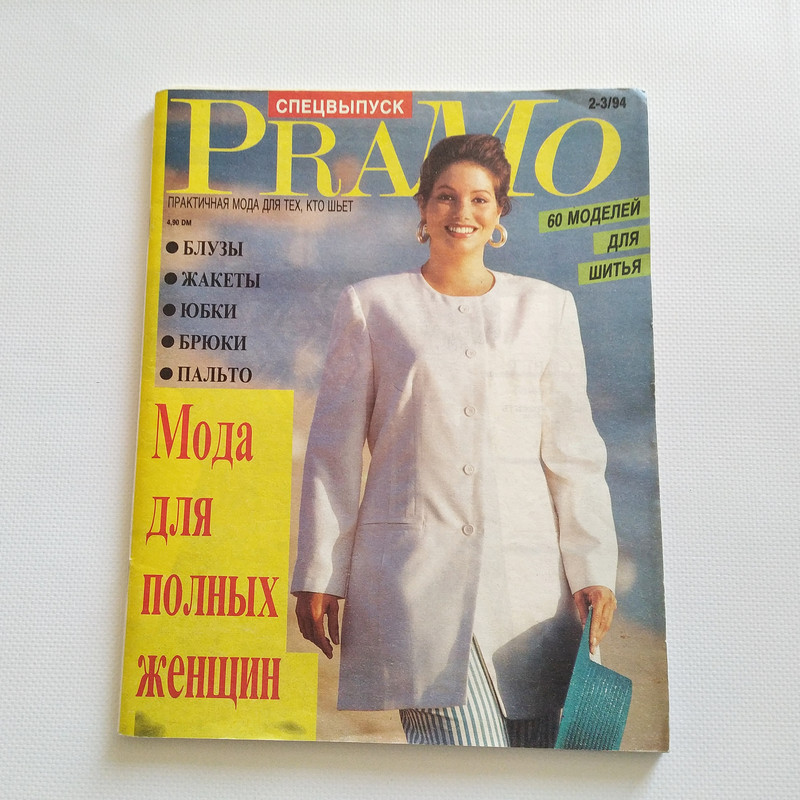 СПЕЦВЫПУСК
2-3/94
PRAMO
ПРАКТИЧНАЯ МОДА ДЛЯ ТЕХ, КТО ШЬЕТ
4,90 DM
60 МОДЕЛЕЙ
ДЛЯ
ШИТЬЯ
• БЛУЗЫ
• ЖАКЕТЫ
• ЮБКИ
• БРЮКИ
• ПАЛЬТО
Мода
для
полных
женщин